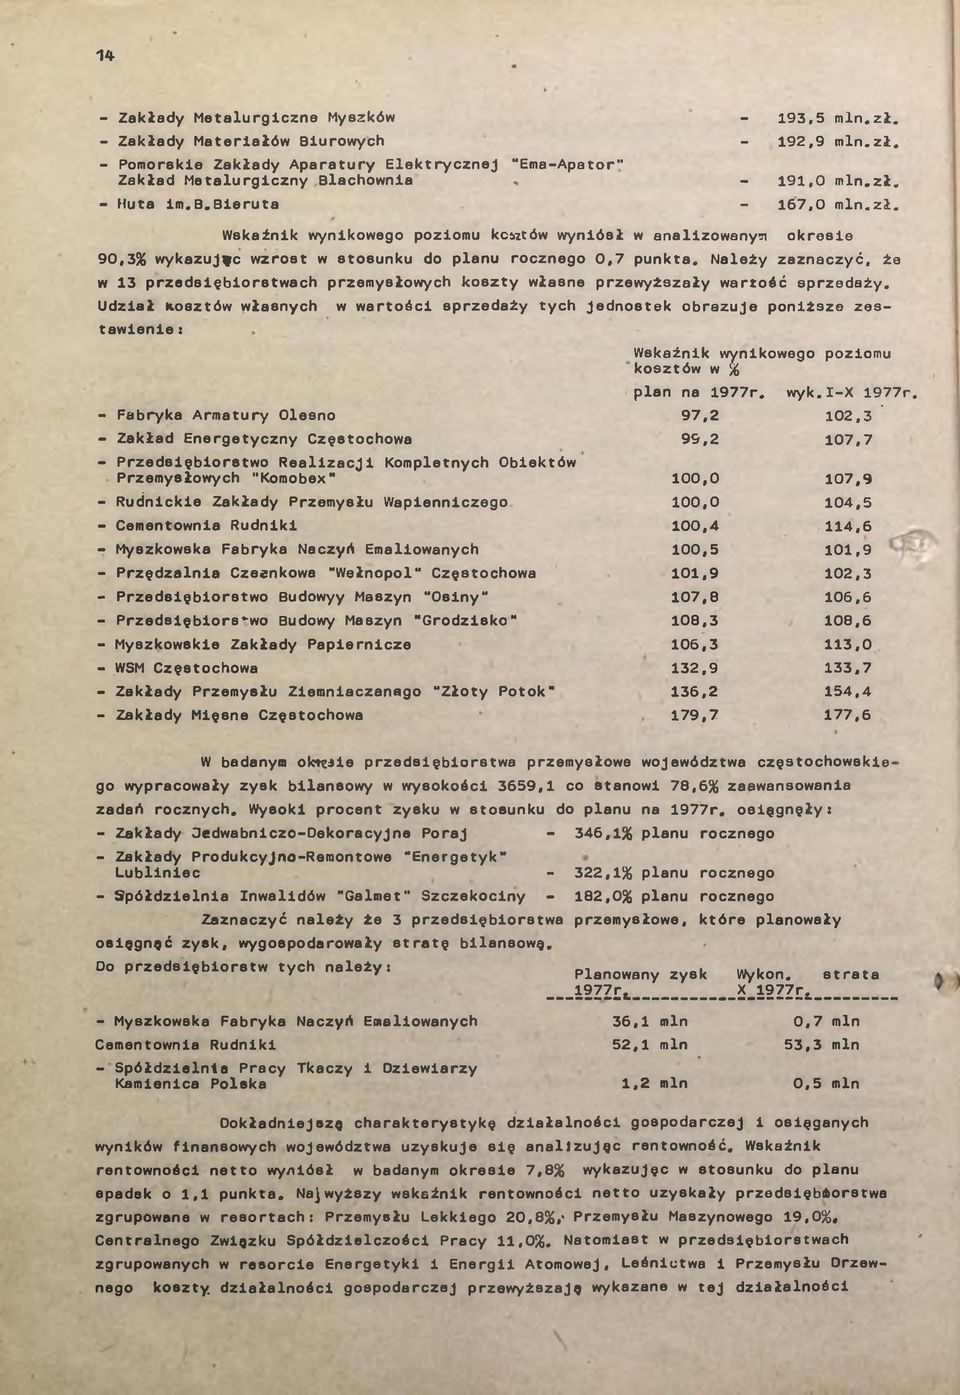 14
- Zakłady Metalurgiczne Myszków - 193,5 mln.zł.
- Zakłady Materiałów Biurowych - 192,9 mln.zł.
- Pomorskie Zakłady Aparatury Elektrycznej "Ema-Apator"
Zakład Metalurgiczny Blachownia - 191,0 mln.zł.
- Huta im.B.Bieruta - 167,0 mln.zł.
Wskaźnik wynikowego poziomu kosztów wyniósł w analizowanym okresie
90,3% wykazując wzrost w stosunku do planu rocznego 0,7 punkta. Należy zaznaczyć, że
w 13 przedsiębiorstwach przemysłowych koszty własne przewyższały wartość sprzedaży.
Udział kosztów własnych w wartości sprzedaży tych jednostek obrazuje poniższe zes-
tawienie:
Wskaźnik wynikowego poziomu
kosztów w %
plan na 1977r. wyk.I-X 1977r.
- Fabryka Armatury Olesno 97,2 102,3
- Zakład Energetyczny Częstochowa 99,2 107,7
- Przedsiębiorstwo Realizacji Kompletnych Obiektów
Przemysłowych "Komobex" 100,0 107,9
- Rudnickie Zakłady Przemysłu Wapienniczego 100,0 104,5
- Cementownia Rudniki 100,4 114,6
- Myszkowska Fabryka Naczyń Emaliowanych 100,5 101,9
- Przędzalnia Czesankowa "Wełnopol" Częstochowa 101,9 102,3
- Przedsiębiorstwo Budowyy Maszyn "Osiny" 107,8 106,6
- Przedsiębiorstwo Budowy Maszyn "Grodzisko" 108,3 108,6
- Myszkowskie Zakłady Papiernicze 106,3 113,0
- WSM Częstochowa 132,9 133,7
- Zakłady Przemysłu Ziemniaczanago "Złoty Potok" 136,2 154,4
- Zakłady Mięsne Częstochowa 179,7 177,6
W badanym okresie przedsiębiorstwa przemysłowe województwa częstochowskie-
go wypracowały zysk bilansowy w wysokości 3659,1 co stanowi 78,6% zaawansowania
zadań rocznych. Wysoki procent zysku w stosunku do planu na 1977r. osięgnęły:
- Zakłady Jedwabniczo-Dekoracyjne Poraj - 346,1% planu rocznego
- Zakłady Produkcyjno-Remontowe "Energetyk"
Lubliniec - 322,1% planu rocznego
- Spółdzielnia Inwalidów "Galmet" Szczekociny - 182,0% planu rocznego
Zaznaczyć należy że 3 przedsiębiorstwa przemysłowe, które planowały
osięgnąć zysk, wygospodarowały stratę bilansową.
Do przedsiębiorstw tych należy:
Planowany zysk Wykon. strata
1977r. X 1977r.
- Myszkowska Fabryka Naczyń Emaliowanych 36,1 mln 0,7 mln
Cementownia Rudniki 52,1 mln 53,3 mln
- Spółdzielnia Pracy Tkaczy i Dziewiarzy
Kamienica Polska 1,2 mln 0,5 mln
Dokładniejszą charakterystykę działalności gospodarczej i osięganych
wyników finansowych województwa uzyskuje się analizując rentowność. Wskaźnik
rentowności netto wyniósł w badanym okresie 7,8% wykazując w stosunku do planu
spadek o 1,1 punkta. Najwyższy wskaźnik rentowności netto uzyskały przedsiębiorstwa
zgrupowane w resortach: Przemysłu Lekkiego 20,8%, Przemysłu Maszynowego 19,0%,
Centralnego Związku Spółdzielczości Pracy 11,0%. Natomiast w przedsiębiorstwach
zgrupowanych w resorcie Energetyki i Energii Atomowej, Leśnictwa i Przemysłu Drzew-
nego koszty działalności gospodarczej przewyższają wykazane w tej działalności